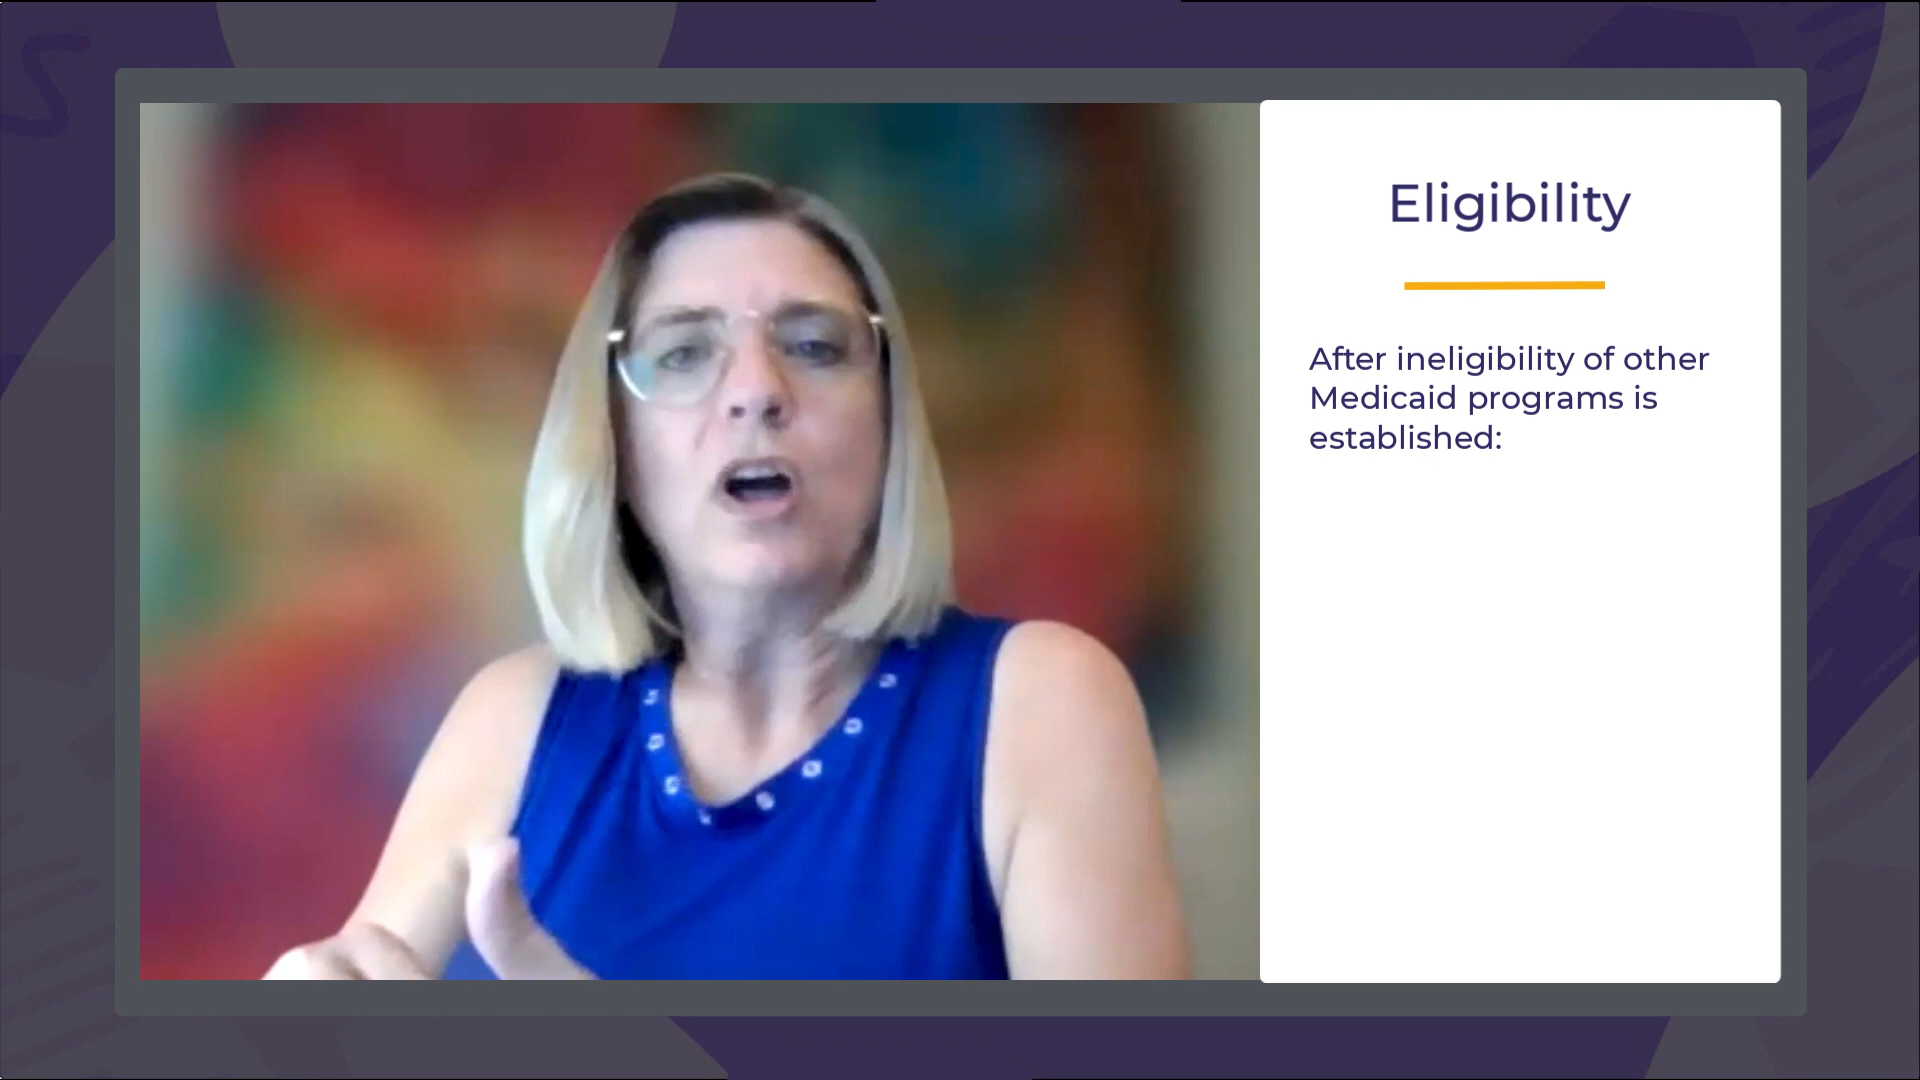 Eligibility
After ineligibility of other
Medicaid programs is
established: